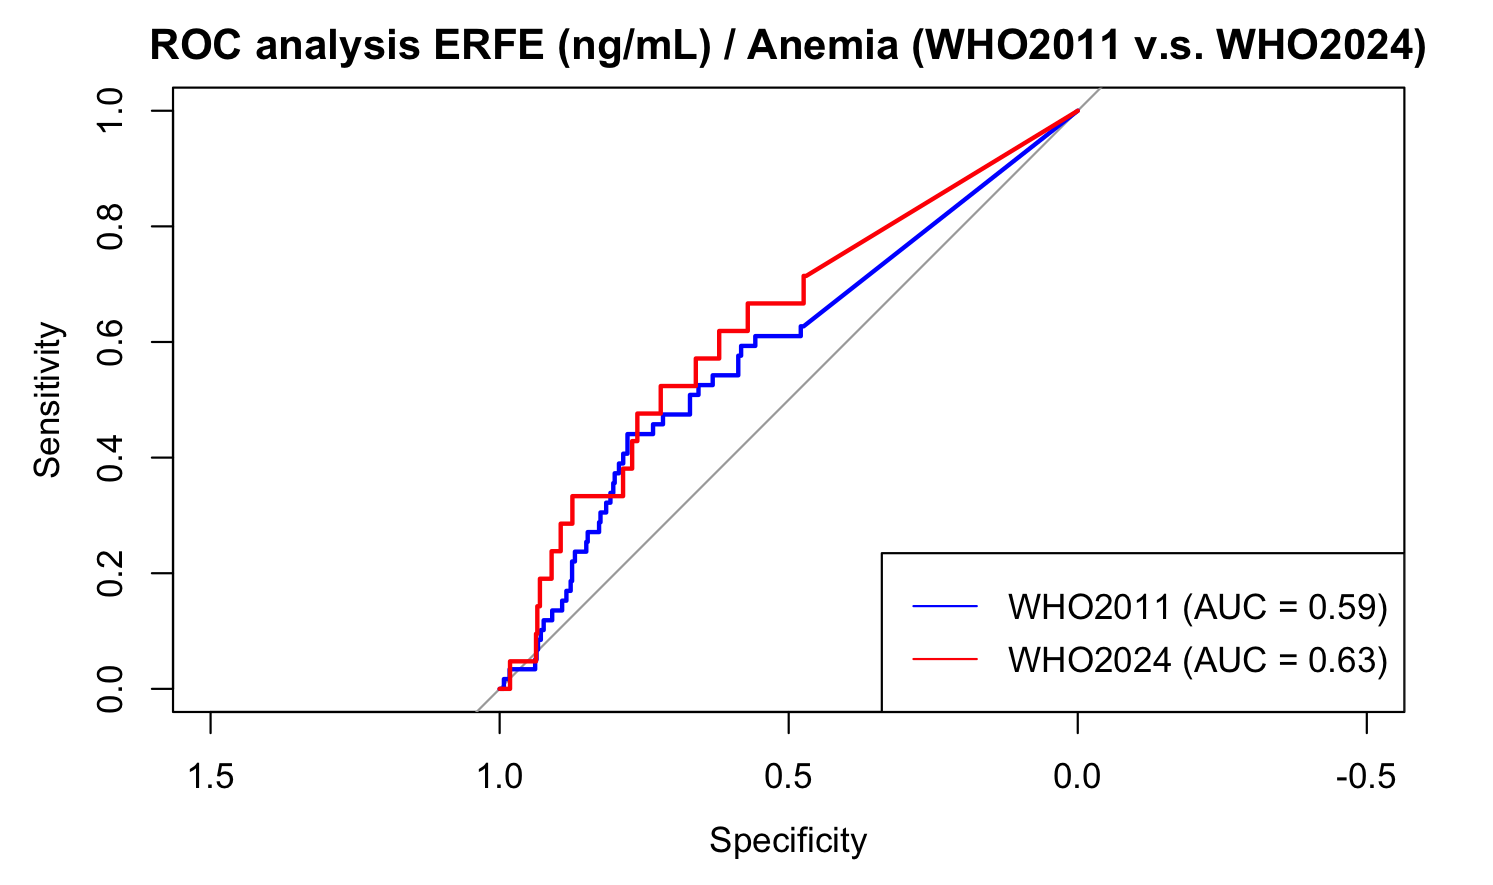 ROC analysis ERFE (ng/mL) / Anemia (WHO2011 v.s. WHO2024)
Sensitivity
1.0
0.8
0.6
0.4
0.2
0.0
WHO2011 (AUC = 0.59)
WHO2024 (AUC = 0.63)
1.5
1.0
0.5
0.0
-0.5
Specificity